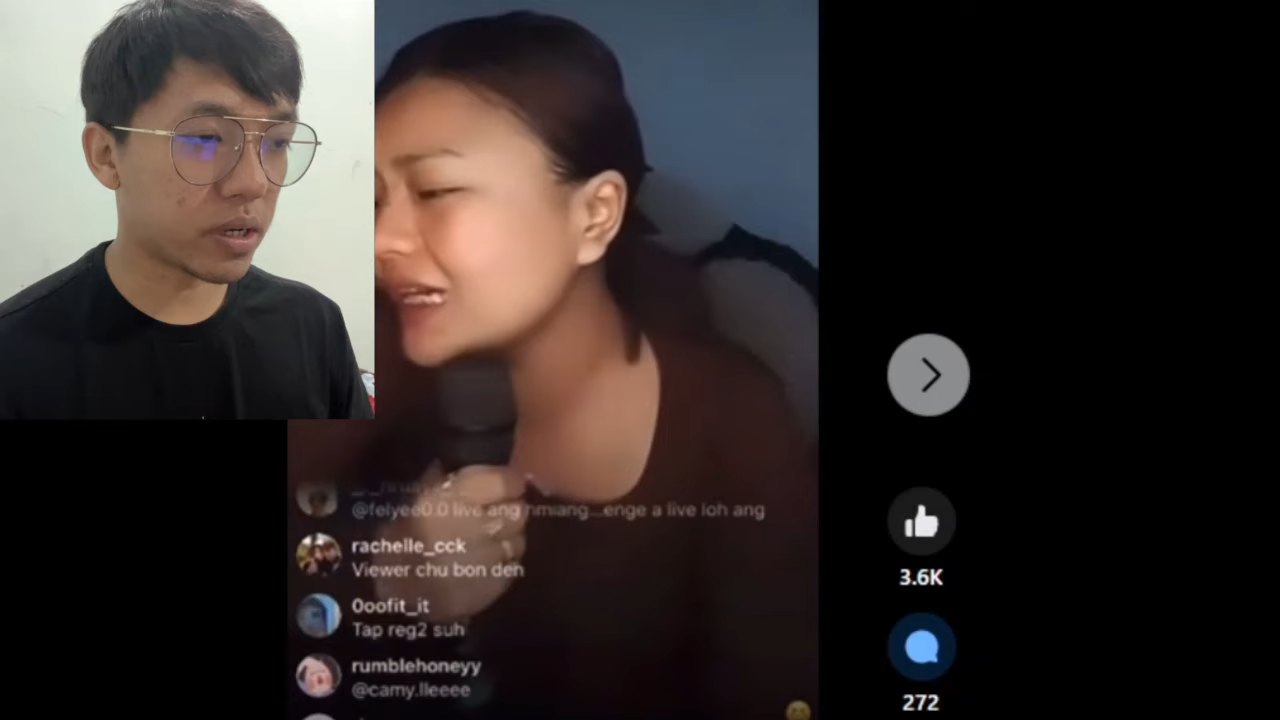 @feiyee0.0 live ang hmiang...enge a live loh ang
rachelle_cck
Viewer chu bon den
0oofit_it
Tap reg2 suh
rumblehoneyy
@camy.lleeee
3.6K
272